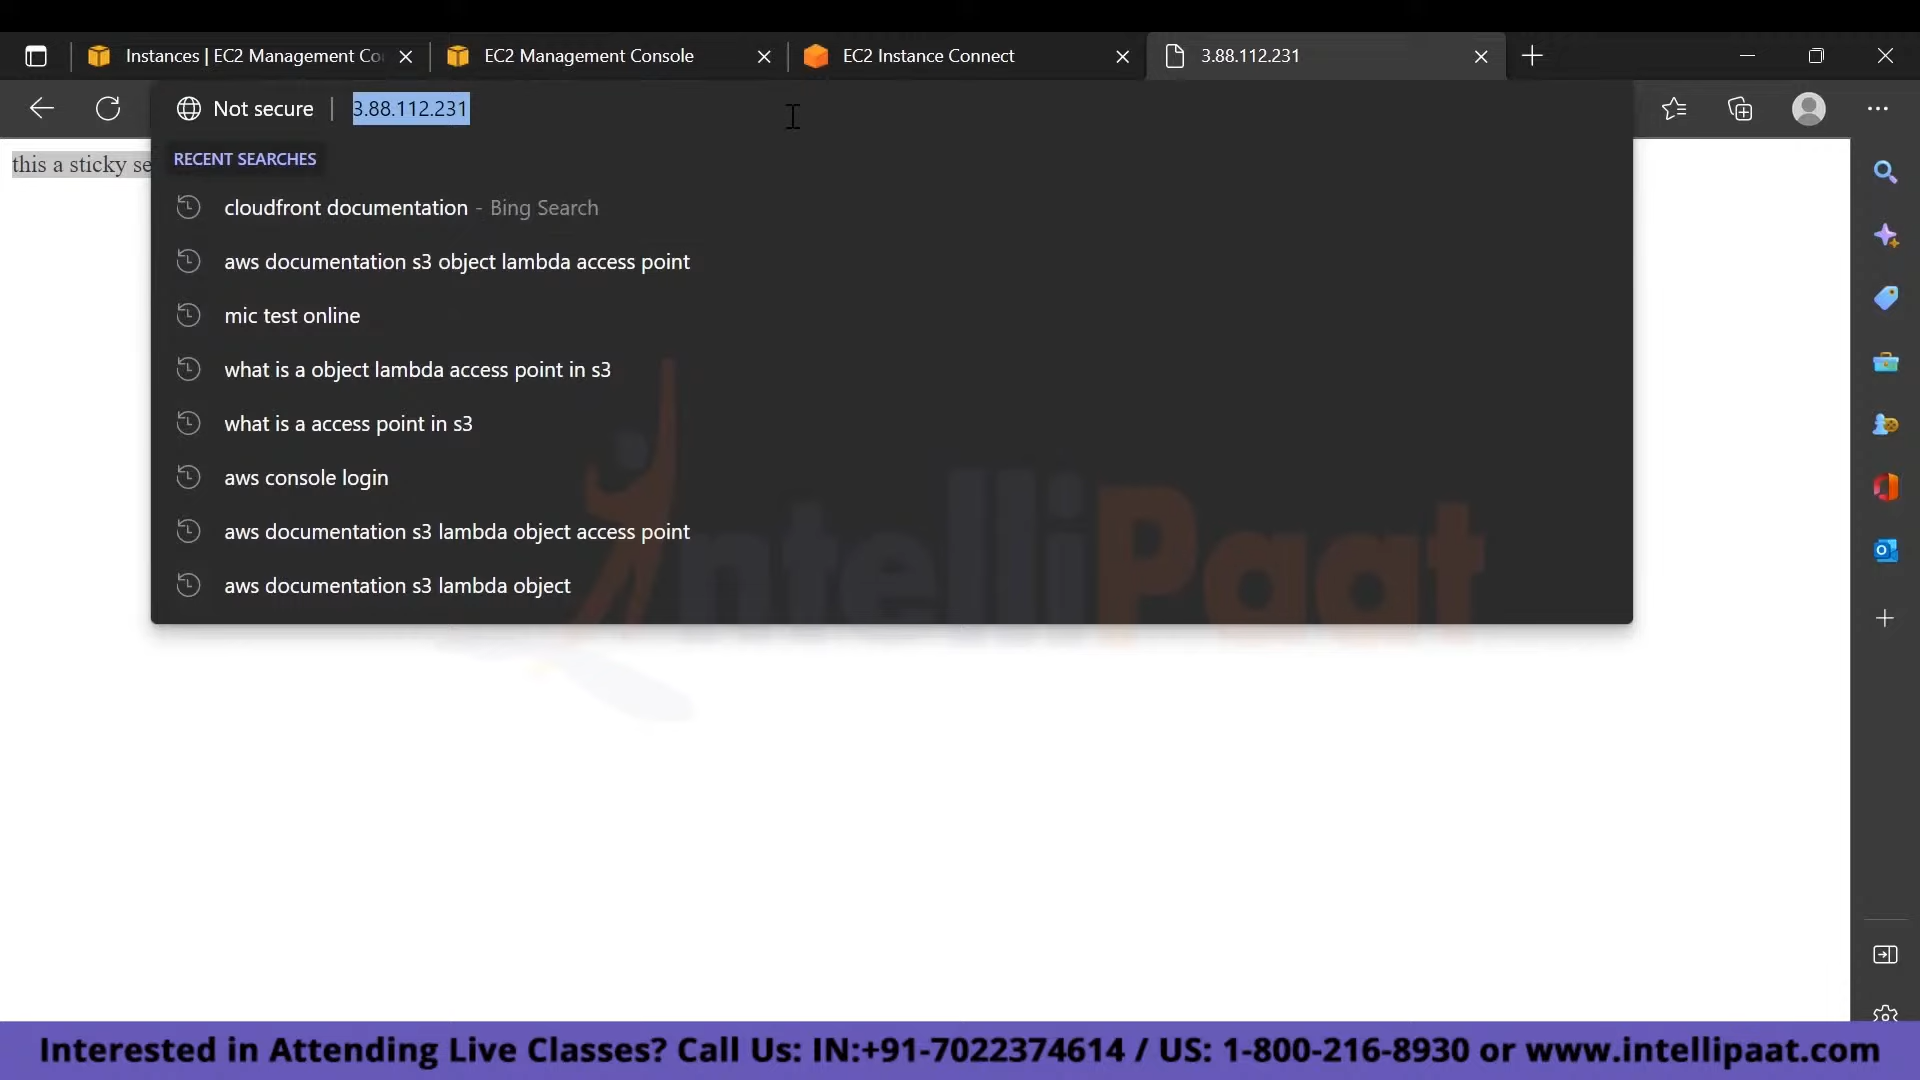 Instances | EC2 Management Co
EC2 Management Console
EC2 Instance Connect
3.88.112.231
Not secure
3.88.112.231
this a sticky se
RECENT SEARCHES
cloudfront documentation - Bing Search
aws documentation s3 object lambda access point
mic test online
what is a object lambda access point in s3
what is a access point in s3
aws console login
aws documentation s3 lambda object access point
aws documentation s3 lambda object
IntelliPaat
Interested in Attending Live Classes? Call Us: IN:+91-7022374614 / US: 1-800-216-8930 or www.intellipaat.com